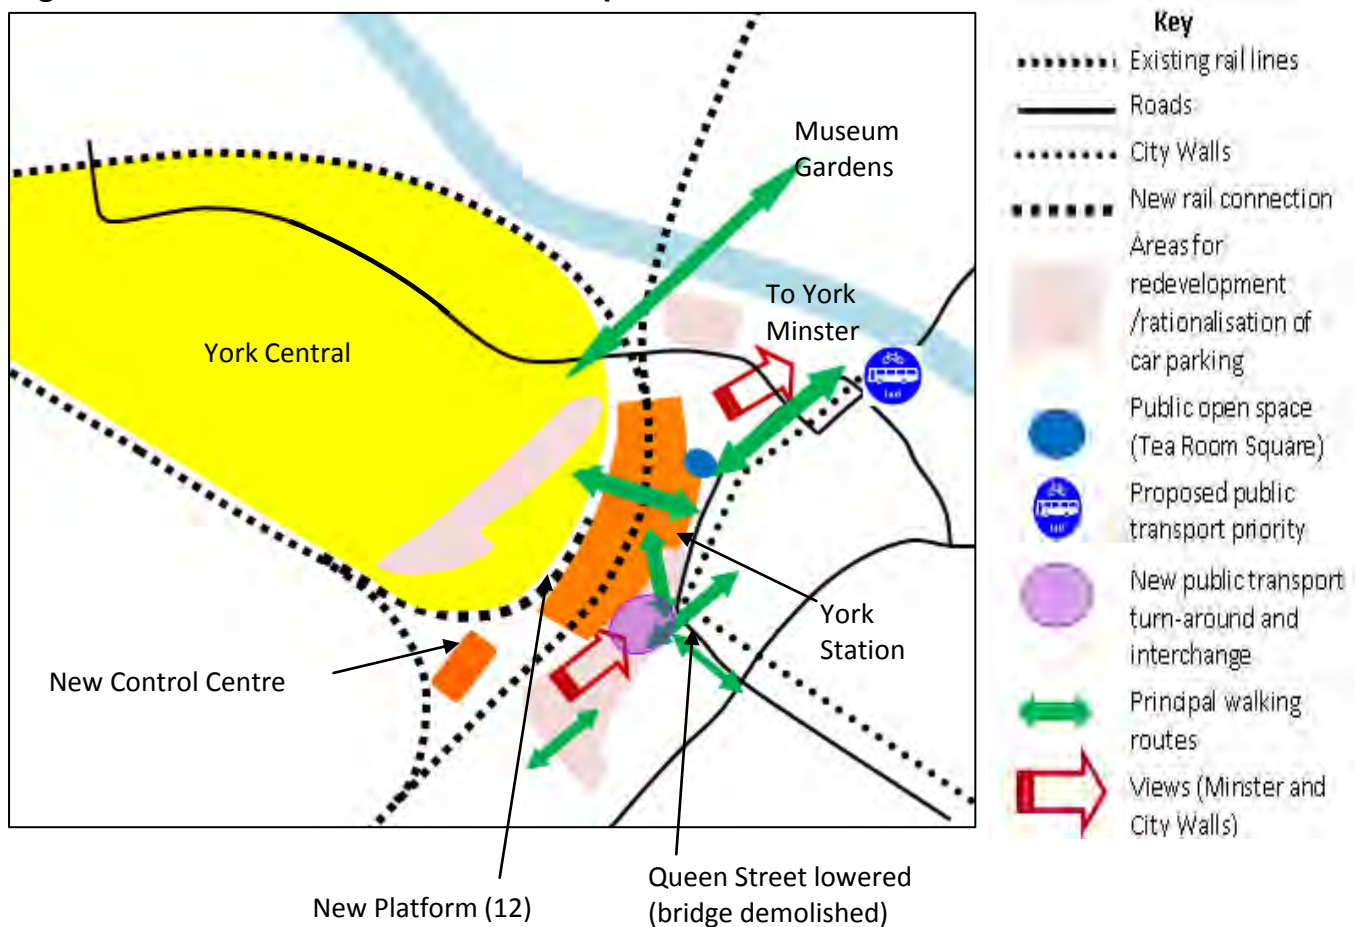 Key
Existing rail lines
Roads
City Walls
New rail connection
Areas for
redevelopment
/rationalisation of
car parking
Public open space
(Tea Room Square)
Proposed public
transport priority
New public transport
turn-around and
interchange
Principal walking
routes
Views (Minster and
City Walls)
Museum
Gardens
To York
Minster
York Central
York
Station
New Control Centre
New Platform (12)
Queen Street lowered
(bridge demolished)